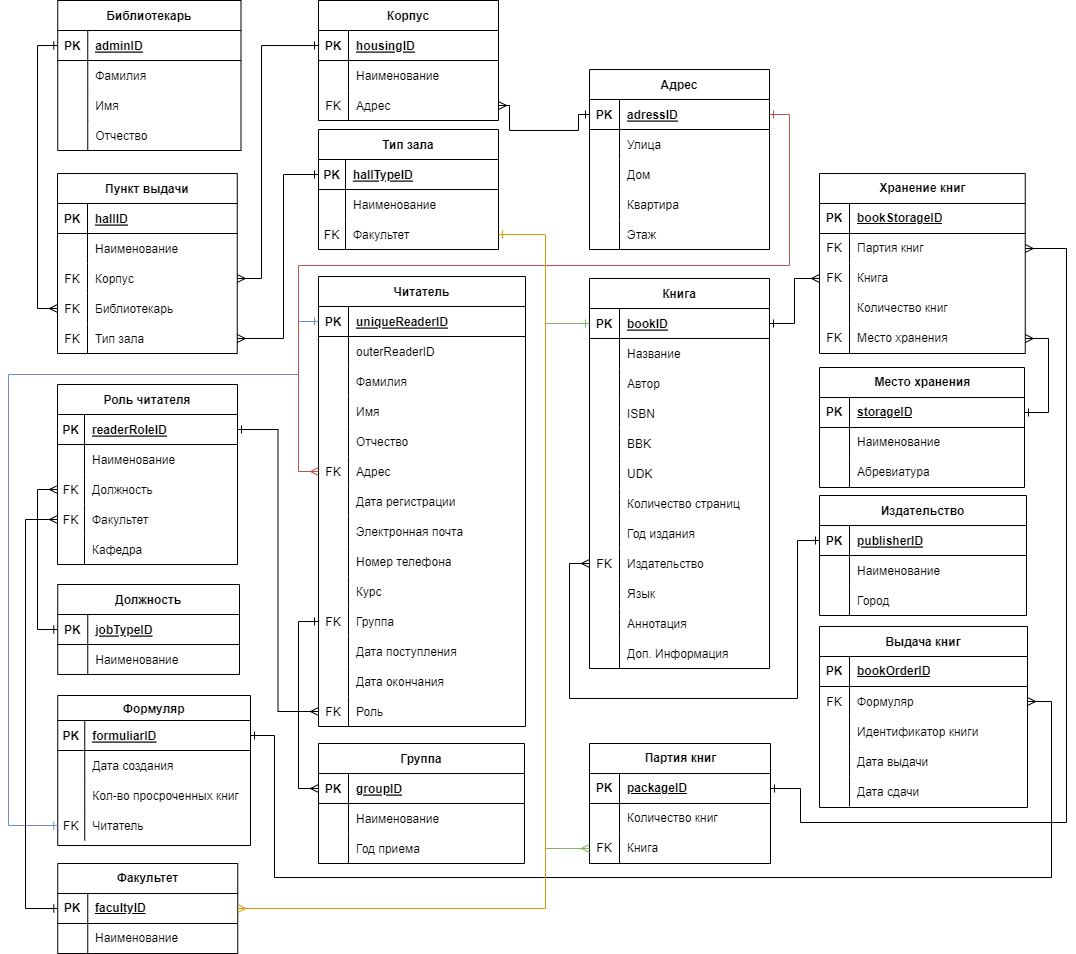 Библиотекарь
PK adminID
Фамилия
Имя
Отчество
Корпус
PK housingID
Наименование
FK Адрес
Адрес
PK adressID
Улица
Дом
Квартира
Этаж
Тип зала
PK hallTypeID
Наименование
FK Факультет
Пункт выдачи
PK hallID
Наименование
FK Корпус
FK Библиотекарь
FK Тип зала
Хранение книг
PK bookStorageID
FK Партия книг
FK Книга
Количество книг
FK Место хранения
Читатель
PK uniqueReaderID
outerReaderID
Фамилия
Имя
Отчество
FK Адрес
Дата регистрации
Электронная почта
Номер телефона
Курс
FK Группа
Дата поступления
Дата окончания
FK Роль
Книга
PK bookID
Название
Автор
ISBN
BBK
UDK
Количество страниц
Год издания
FK Издательство
Язык
Аннотация
Доп. Информация
Место хранения
PK storageID
Наименование
Абревиатура
Роль читателя
PK readerRoleID
Наименование
FK Должность
FK Факультет
Кафедра
Издательство
PK publisherID
Наименование
Город
Должность
PK jobTypeID
Наименование
Выдача книг
PK bookOrderID
FK Формуляр
Идентификатор книги
Дата выдачи
Дата сдачи
Формуляр
PK formuliarID
Дата создания
Кол-во просроченных книг
FK Читатель
Группа
PK groupID
Наименование
Год приема
Партия книг
PK packageID
Количество книг
FK Книга
Факультет
PK facultyID
Наименование